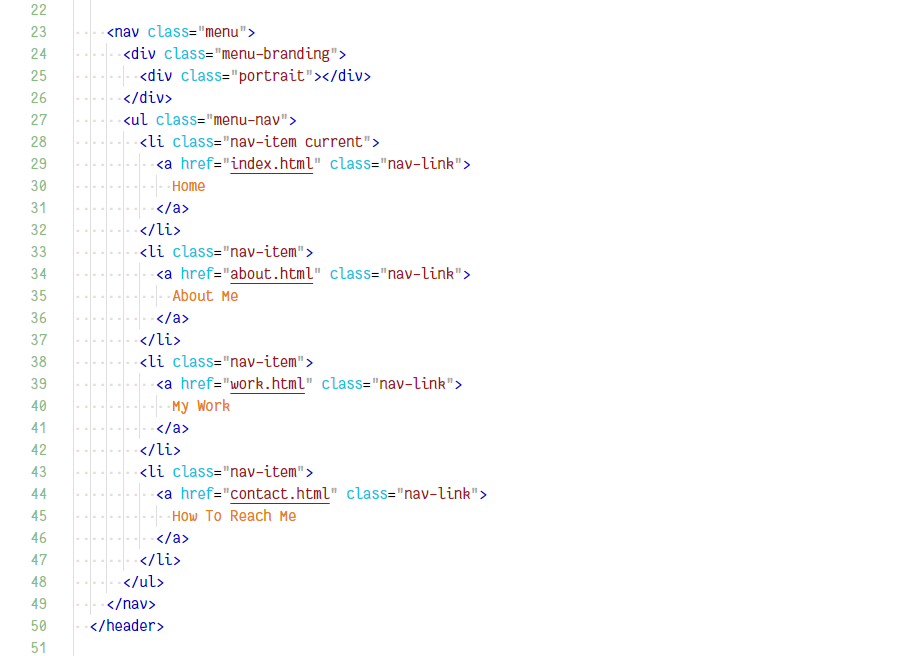 22
23 <nav class="menu">
24 <div class="menu-branding">
25 <div class="portrait"></div>
26 </div>
27 <ul class="menu-nav">
28 <li class="nav-item current">
29 <a href="index.html" class="nav-link">
30 Home
31 </a>
32 </li>
33 <li class="nav-item">
34 <a href="about.html" class="nav-link">
35 About Me
36 </a>
37 </li>
38 <li class="nav-item">
39 <a href="work.html" class="nav-link">
40 My Work
41 </a>
42 </li>
43 <li class="nav-item">
44 <a href="contact.html" class="nav-link">
45 How To Reach Me
46 </a>
47 </li>
48 </ul>
49 </nav>
50 </header>
51